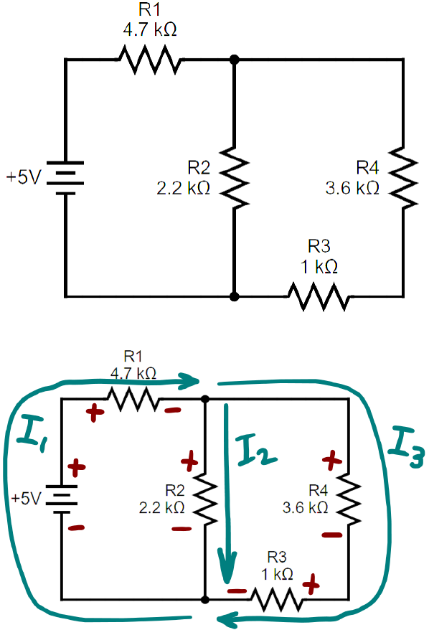 R1
4.7 kΩ
+5V
R2
2.2 kΩ
R4
3.6 kΩ
R3
1 kΩ
R1
4.7 kΩ
+ -
I1
+
+5V
-
+
R2
2.2 kΩ
-
I2
+
R4
3.6 kΩ
-
I3
R3
1 kΩ
- +